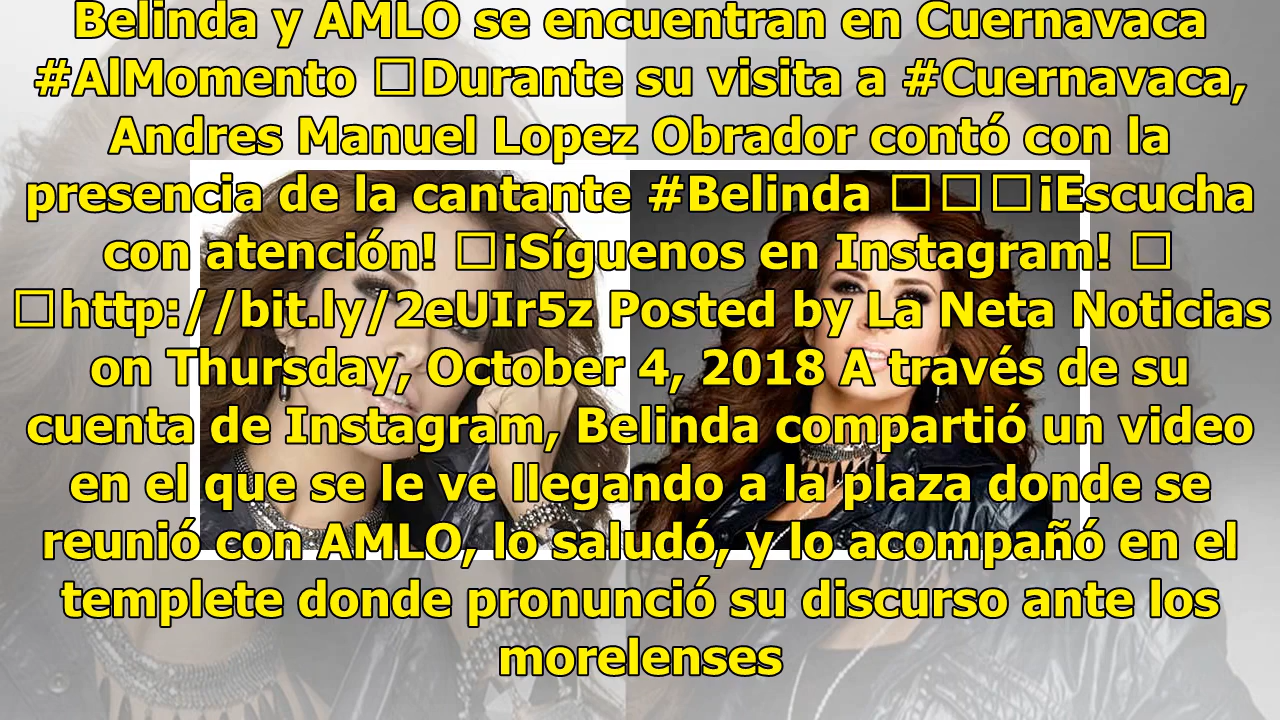 Belinda y AMLO se encuentran en Cuernavaca
#AlMomento □Durante su visita a #Cuernavaca,
Andres Manuel Lopez Obrador contó con la
presencia de la cantante #Belinda □□□¡Escucha
con atención! □¡Síguenos en Instagram! □
□http://bit.ly/2eUIr5z Posted by La Neta Noticias
on Thursday, October 4, 2018 A través de su
cuenta de Instagram, Belinda compartió un video
en el que se le ve llegando a la plaza donde se
reunió con AMLO, lo saludó, y lo acompañó en el
templete donde pronunció su discurso ante los
morelenses